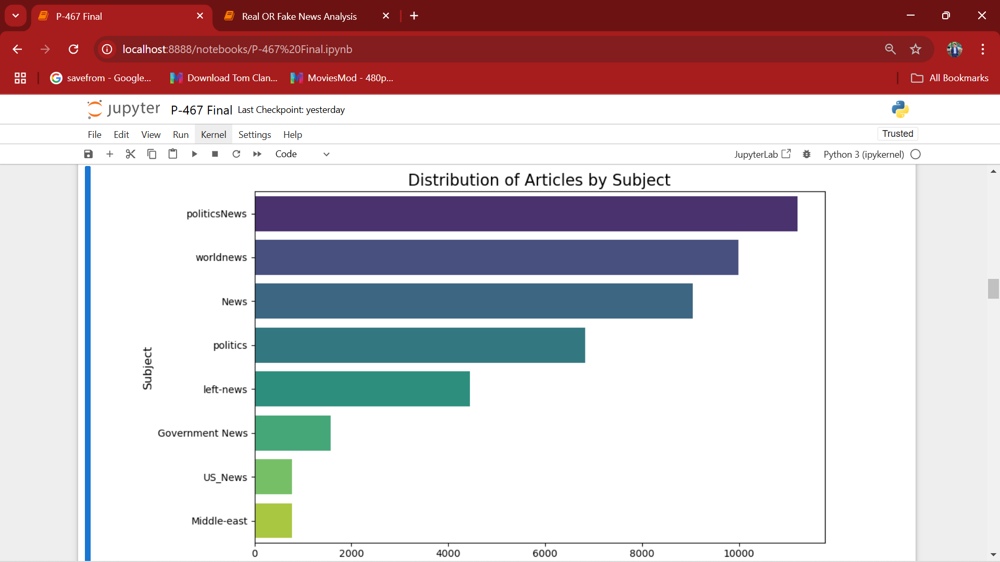 P-467 Final
Real OR Fake News Analysis
localhost:8888/notebooks/P-467%20Final.ipynb
savefrom - Google...
Download Tom Clan...
MoviesMod - 480p...
All Bookmarks
jupyter P-467 Final Last Checkpoint: yesterday
File Edit View Run Kernel Settings Help
Trusted
Code
JupyterLab
Python 3 (ipykernel)
Distribution of Articles by Subject
Subject
politicsNews
worldnews
News
politics
left-news
Government News
US_News
Middle-east
0 2000 4000 6000 8000 10000